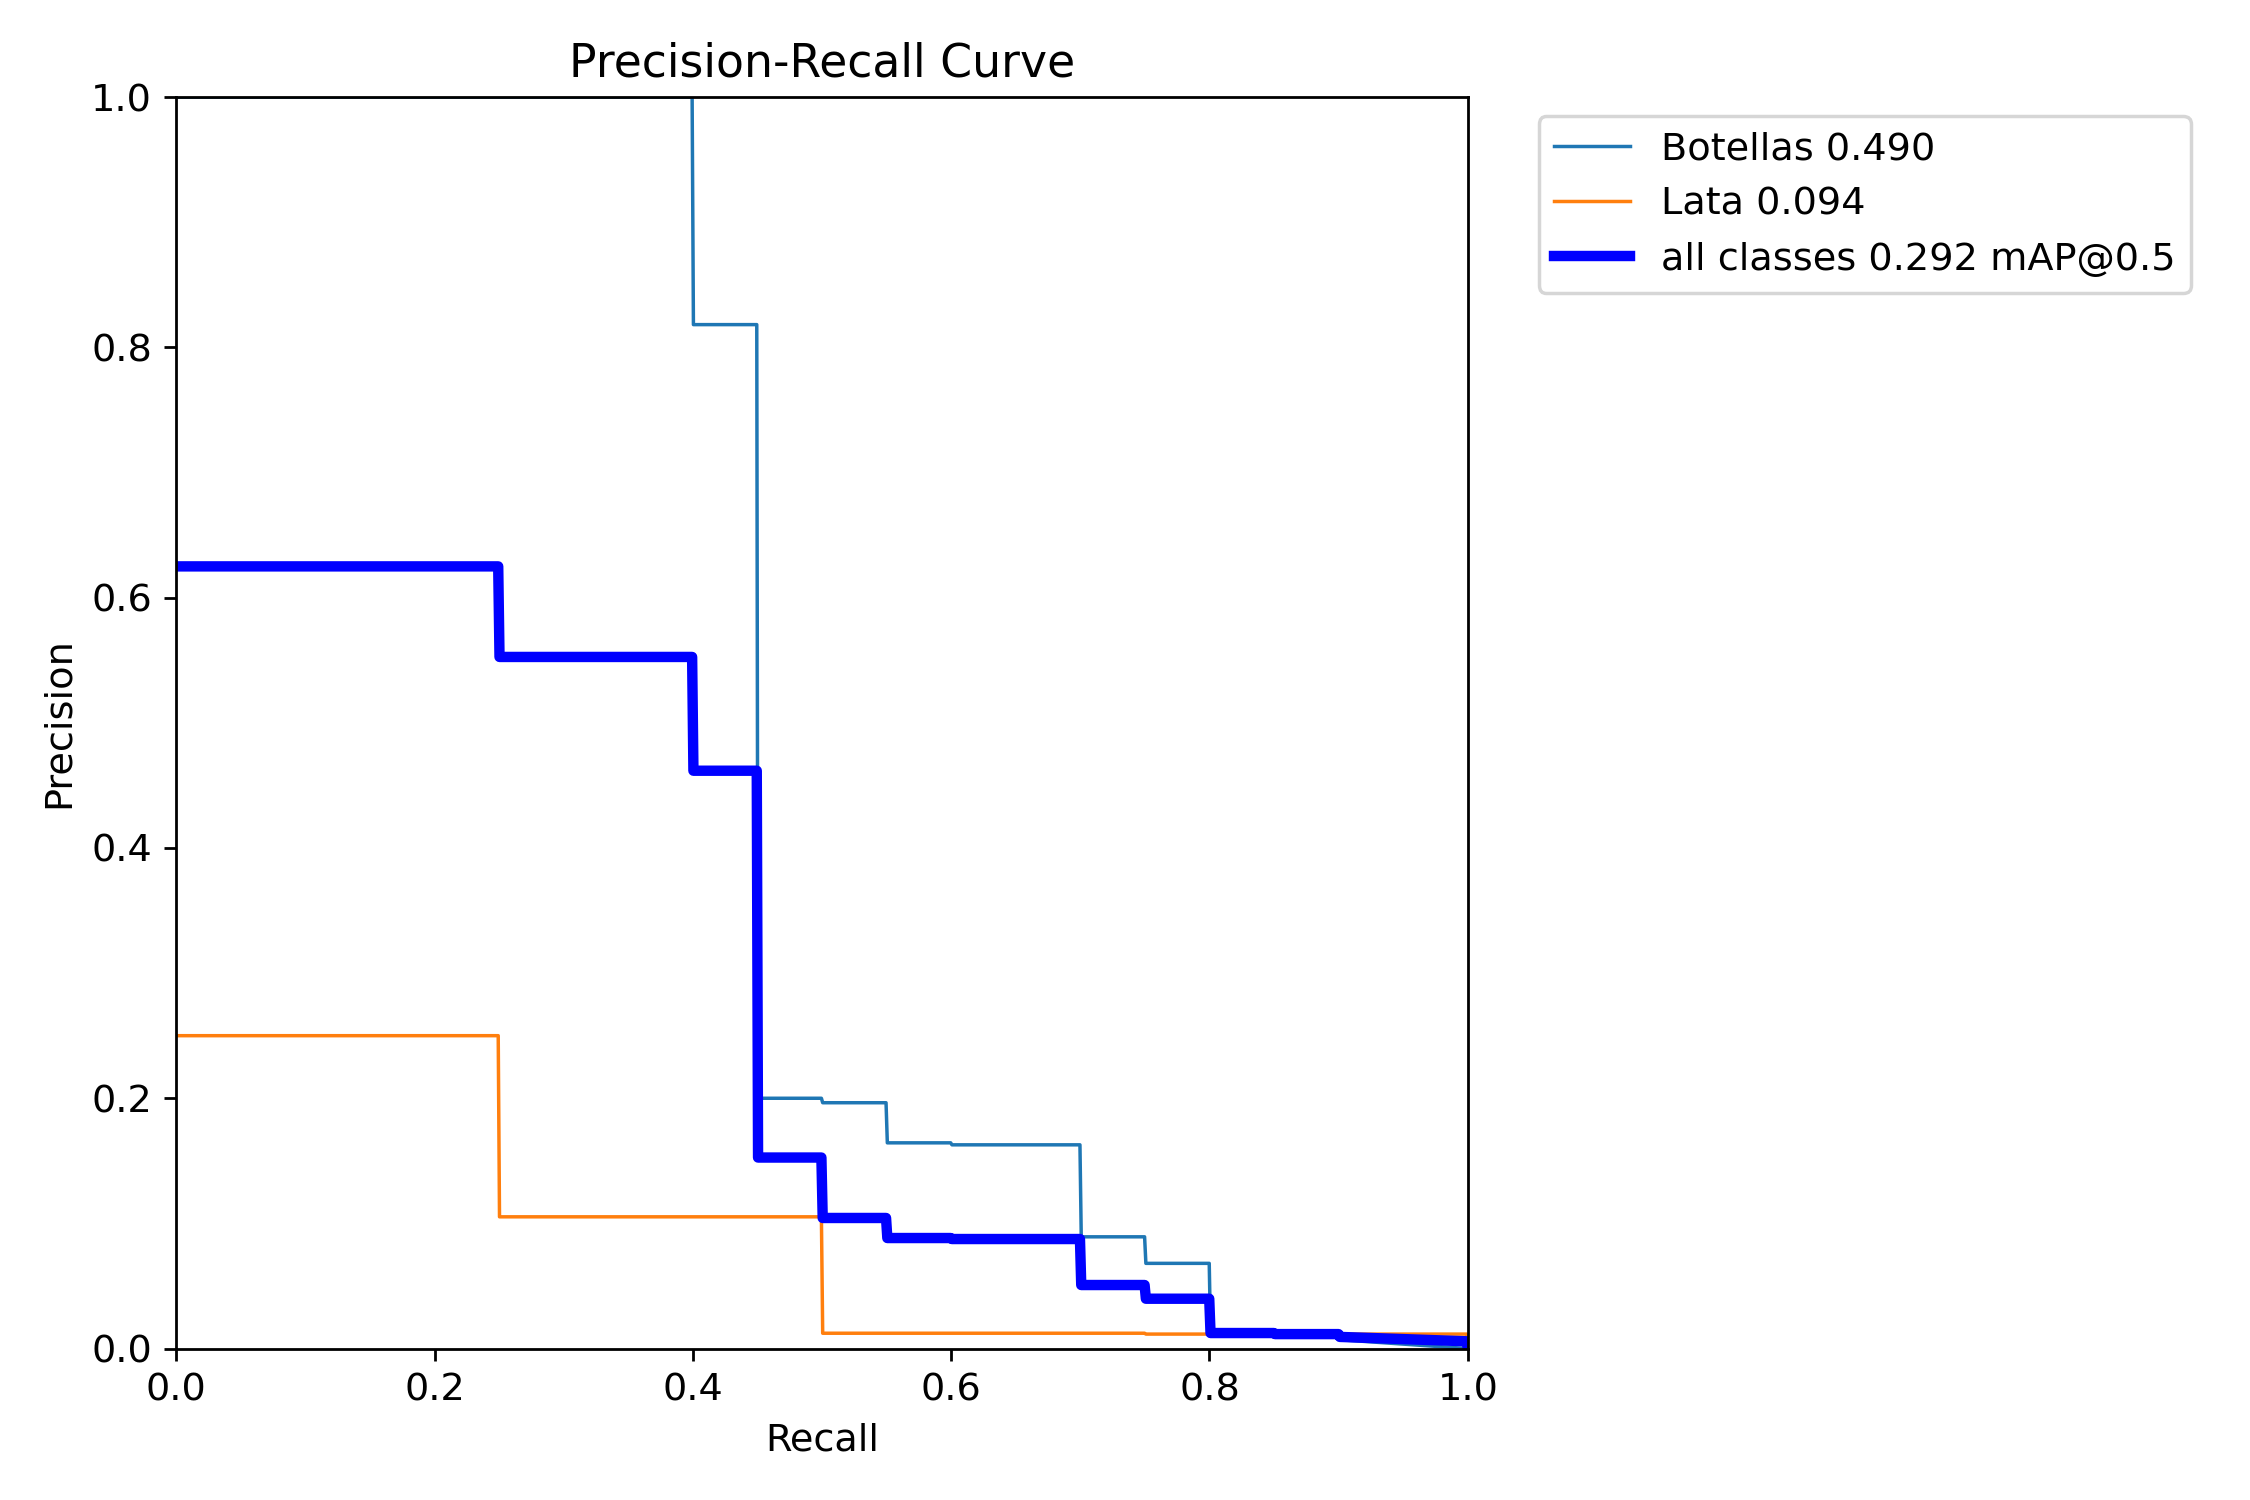 Precision-Recall Curve
1.0
0.8
0.6
0.4
0.2
0.0
Precision
0.0 0.2 0.4 0.6 0.8 1.0
Recall
Botellas 0.490
Lata 0.094
all classes 0.292 mAP@0.5